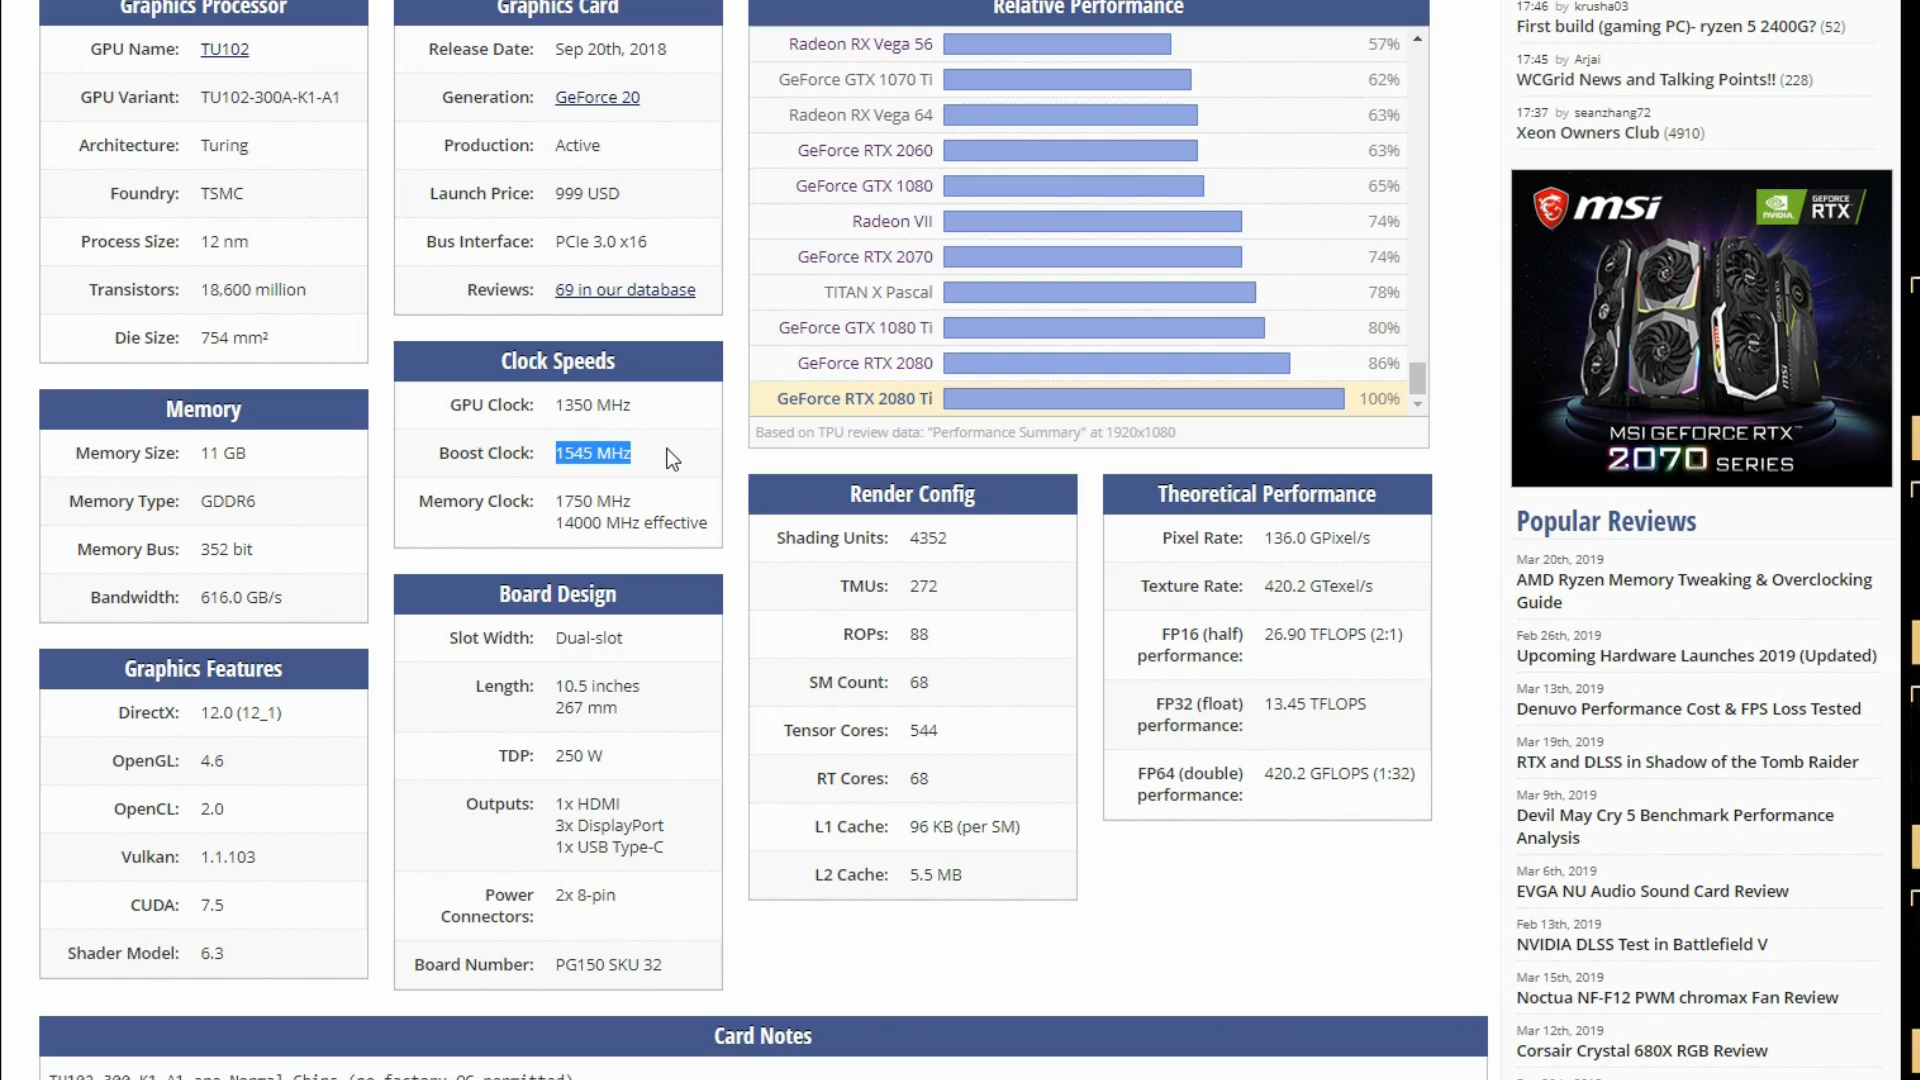 Graphics Processor
GPU Name: TU102
GPU Variant: TU102-300A-K1-A1
Architecture: Turing
Foundry: TSMC
Process Size: 12 nm
Transistors: 18,600 million
Die Size: 754 mm²
Memory
Memory Size: 11 GB
Memory Type: GDDR6
Memory Bus: 352 bit
Bandwidth: 616.0 GB/s
Graphics Features
DirectX: 12.0 (12_1)
OpenGL: 4.6
OpenCL: 2.0
Vulkan: 1.1.103
CUDA: 7.5
Shader Model: 6.3
Graphics Card
Release Date: Sep 20th, 2018
Generation: GeForce 20
Production: Active
Launch Price: 999 USD
Bus Interface: PCIe 3.0 x16
Reviews: 69 in our database
Clock Speeds
GPU Clock: 1350 MHz
Boost Clock: 1545 MHz
Memory Clock: 1750 MHz
14000 MHz effective
Board Design
Slot Width: Dual-slot
Length: 10.5 inches
267 mm
TDP: 250 W
Outputs: 1x HDMI
3x DisplayPort
1x USB Type-C
Power 2x 8-pin
Connectors:
Board Number: PG150 SKU 32
Relative Performance
Radeon RX Vega 56 57%
GeForce GTX 1070 Ti 62%
Radeon RX Vega 64 63%
GeForce RTX 2060 63%
GeForce GTX 1080 65%
Radeon VII 74%
GeForce RTX 2070 74%
TITAN X Pascal 78%
GeForce GTX 1080 Ti 80%
GeForce RTX 2080 86%
GeForce RTX 2080 Ti 100%
Based on TPU review data: "Performance Summary" at 1920x1080
Render Config
Shading Units: 4352
TMUs: 272
ROPs: 88
SM Count: 68
Tensor Cores: 544
RT Cores: 68
L1 Cache: 96 KB (per SM)
L2 Cache: 5.5 MB
Theoretical Performance
Pixel Rate: 136.0 GPixel/s
Texture Rate: 420.2 GTexel/s
FP16 (half) 26.90 TFLOPS (2:1)
performance:
FP32 (float) 13.45 TFLOPS
performance:
FP64 (double) 420.2 GFLOPS (1:32)
performance:
Card Notes
TU102-300-K1-A1 are Normal Chips (no factory OC permitted)
17:46 by krusha03
First build (gaming PC)- ryzen 5 2400G? (52)
17:45 by Arjai
WCGrid News and Talking Points!! (228)
17:37 by seanzhang72
Xeon Owners Club (4910)
msi
NVIDIA. GEFORCE RTX
MSI GEFORCE RTX™
2070 SERIES
Popular Reviews
Mar 20th, 2019
AMD Ryzen Memory Tweaking & Overclocking
Guide
Feb 26th, 2019
Upcoming Hardware Launches 2019 (Updated)
Mar 13th, 2019
Denuvo Performance Cost & FPS Loss Tested
Mar 19th, 2019
RTX and DLSS in Shadow of the Tomb Raider
Mar 9th, 2019
Devil May Cry 5 Benchmark Performance
Analysis
Mar 6th, 2019
EVGA NU Audio Sound Card Review
Feb 13th, 2019
NVIDIA DLSS Test in Battlefield V
Mar 15th, 2019
Noctua NF-F12 PWM chromax Fan Review
Mar 12th, 2019
Corsair Crystal 680X RGB Review